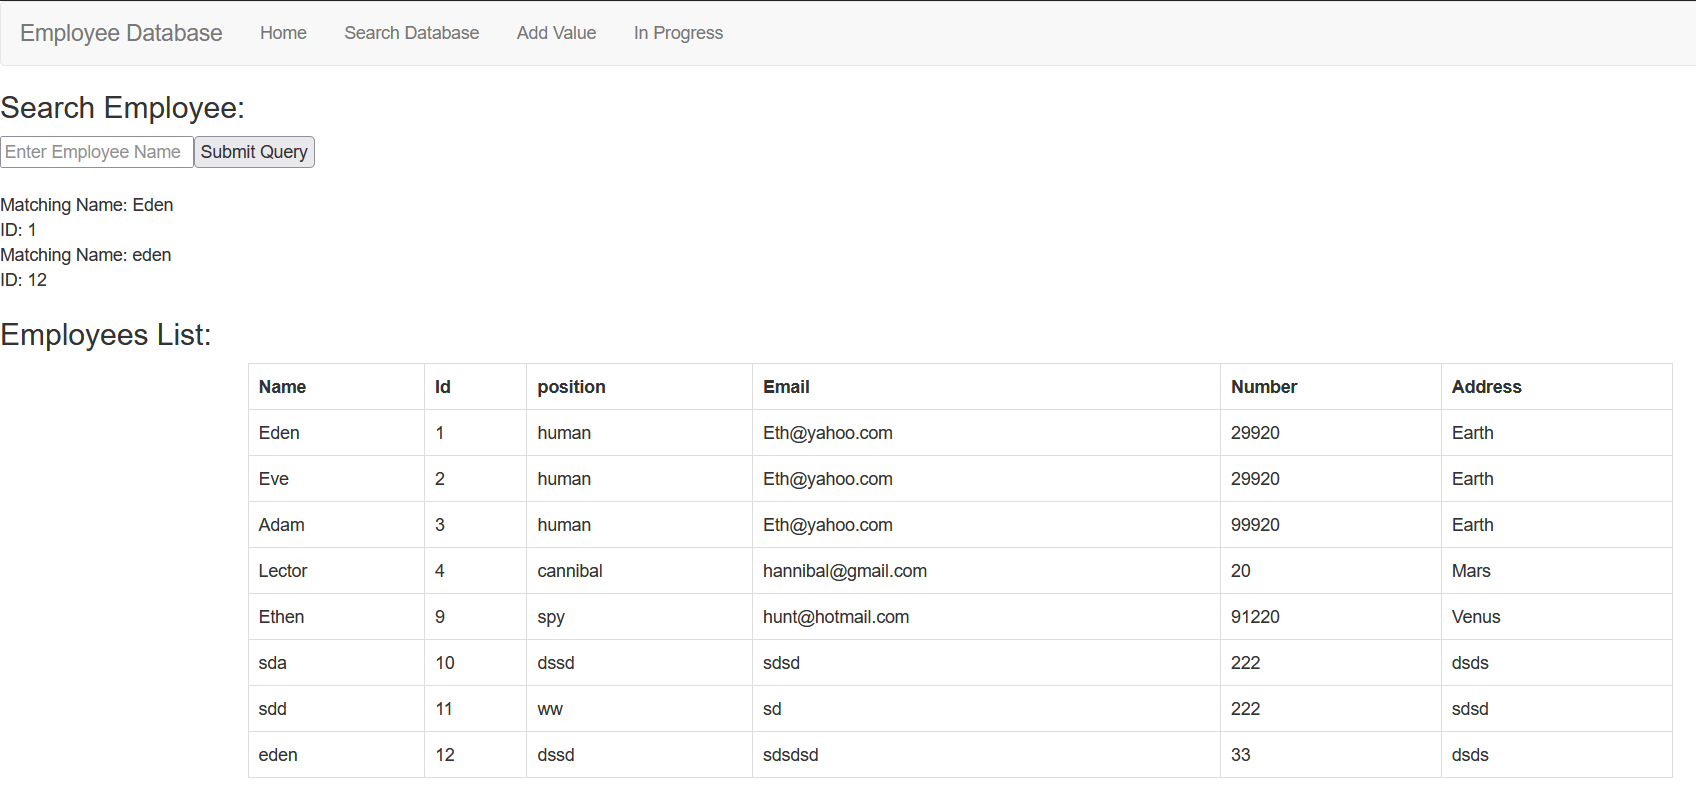 Employee Database Home Search Database Add Value In Progress
Search Employee:
Enter Employee Name Submit Query
Matching Name: Eden
ID: 1
Matching Name: eden
ID: 12
Employees List:
Name Id position Email Number Address
Eden 1 human Eth@yahoo.com 29920 Earth
Eve 2 human Eth@yahoo.com 29920 Earth
Adam 3 human Eth@yahoo.com 99920 Earth
Lector 4 cannibal hannibal@gmail.com 20 Mars
Ethen 9 spy hunt@hotmail.com 91220 Venus
sda 10 dssd sdsd 222 dsds
sdd 11 ww sd 222 sdsd
eden 12 dssd sdsdsd 33 dsds